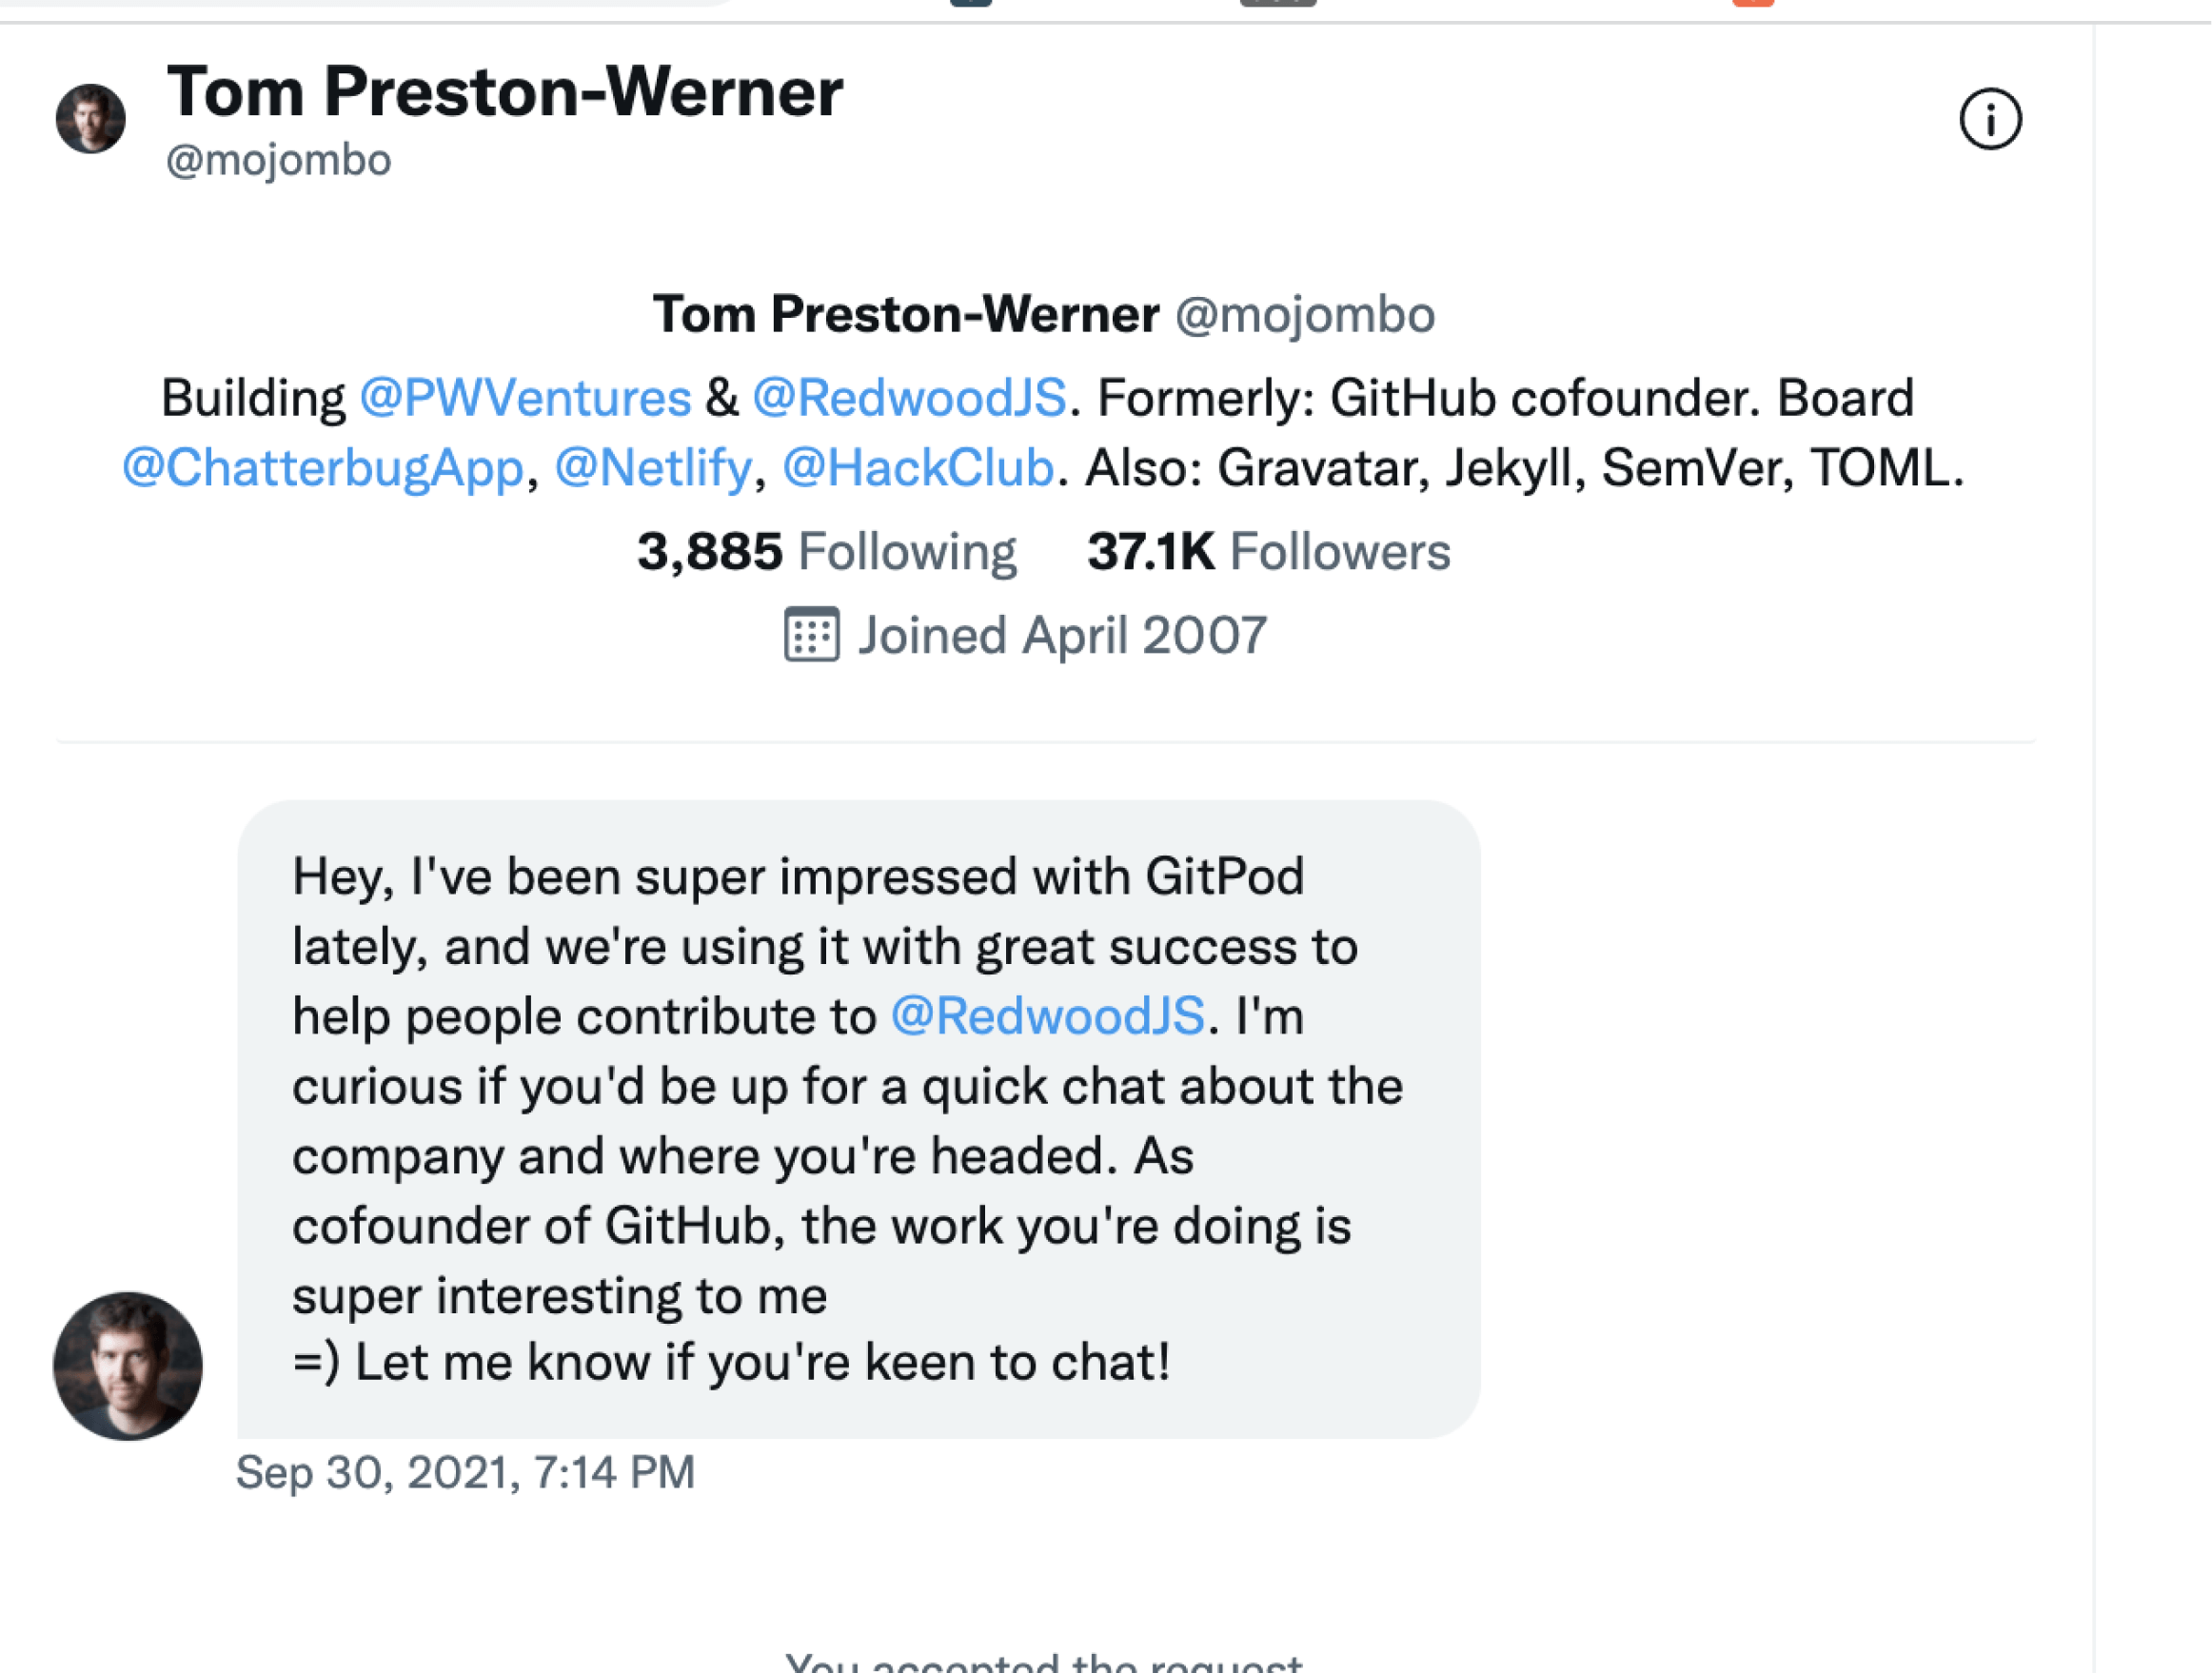 Tom Preston-Werner
@mojombo
Tom Preston-Werner @mojombo
Building @PWVentures & @RedwoodJS. Formerly: GitHub cofounder. Board
@ChatterbugApp, @Netlify, @HackClub. Also: Gravatar, Jekyll, SemVer, TOML.
3,885 Following 37.1K Followers
Joined April 2007
Hey, I've been super impressed with GitPod
lately, and we're using it with great success to
help people contribute to @RedwoodJS. I'm
curious if you'd be up for a quick chat about the
company and where you're headed. As
cofounder of GitHub, the work you're doing is
super interesting to me
=) Let me know if you're keen to chat!
Sep 30, 2021, 7:14 PM
You accepted the request